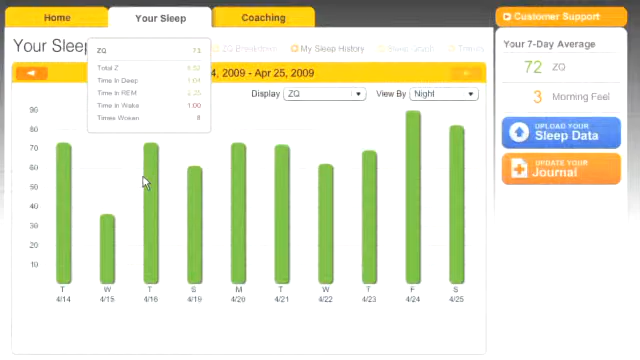 Home
Your Sleep
Coaching
Customer Support
Your Sleep
My Sleep History
ZQ
Total Z
Time in Deep
Time in REM
Time in Wake 1:00
Times Woken 8
4, 2009 - Apr 25, 2009
Display ZQ View By Night
90
80
70
60
50
40
30
20
10
T W T S M T W T F S
4/14 4/15 4/16 4/19 4/20 4/21 4/22 4/23 4/24 4/25
Your 7-Day Average
72 ZQ
3 Morning Feel
UPLOAD YOUR
Sleep Data
UPDATE YOUR
Journal